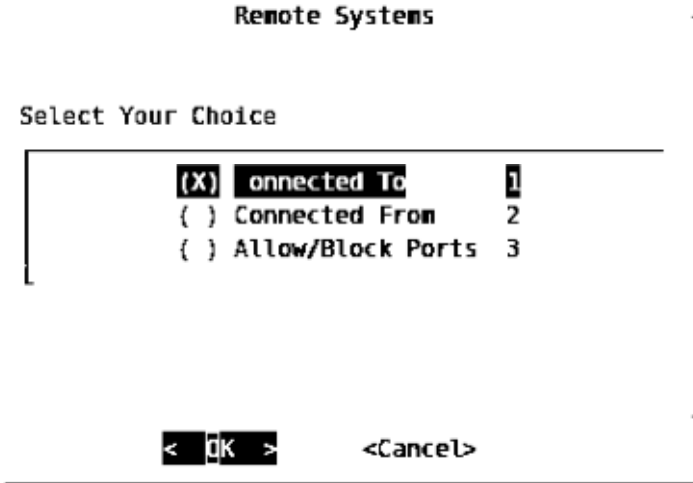 Remote Systems
Select Your Choice
(X) onnected To 1
( ) Connected From 2
( ) Allow/Block Ports 3
< OK > <Cancel>